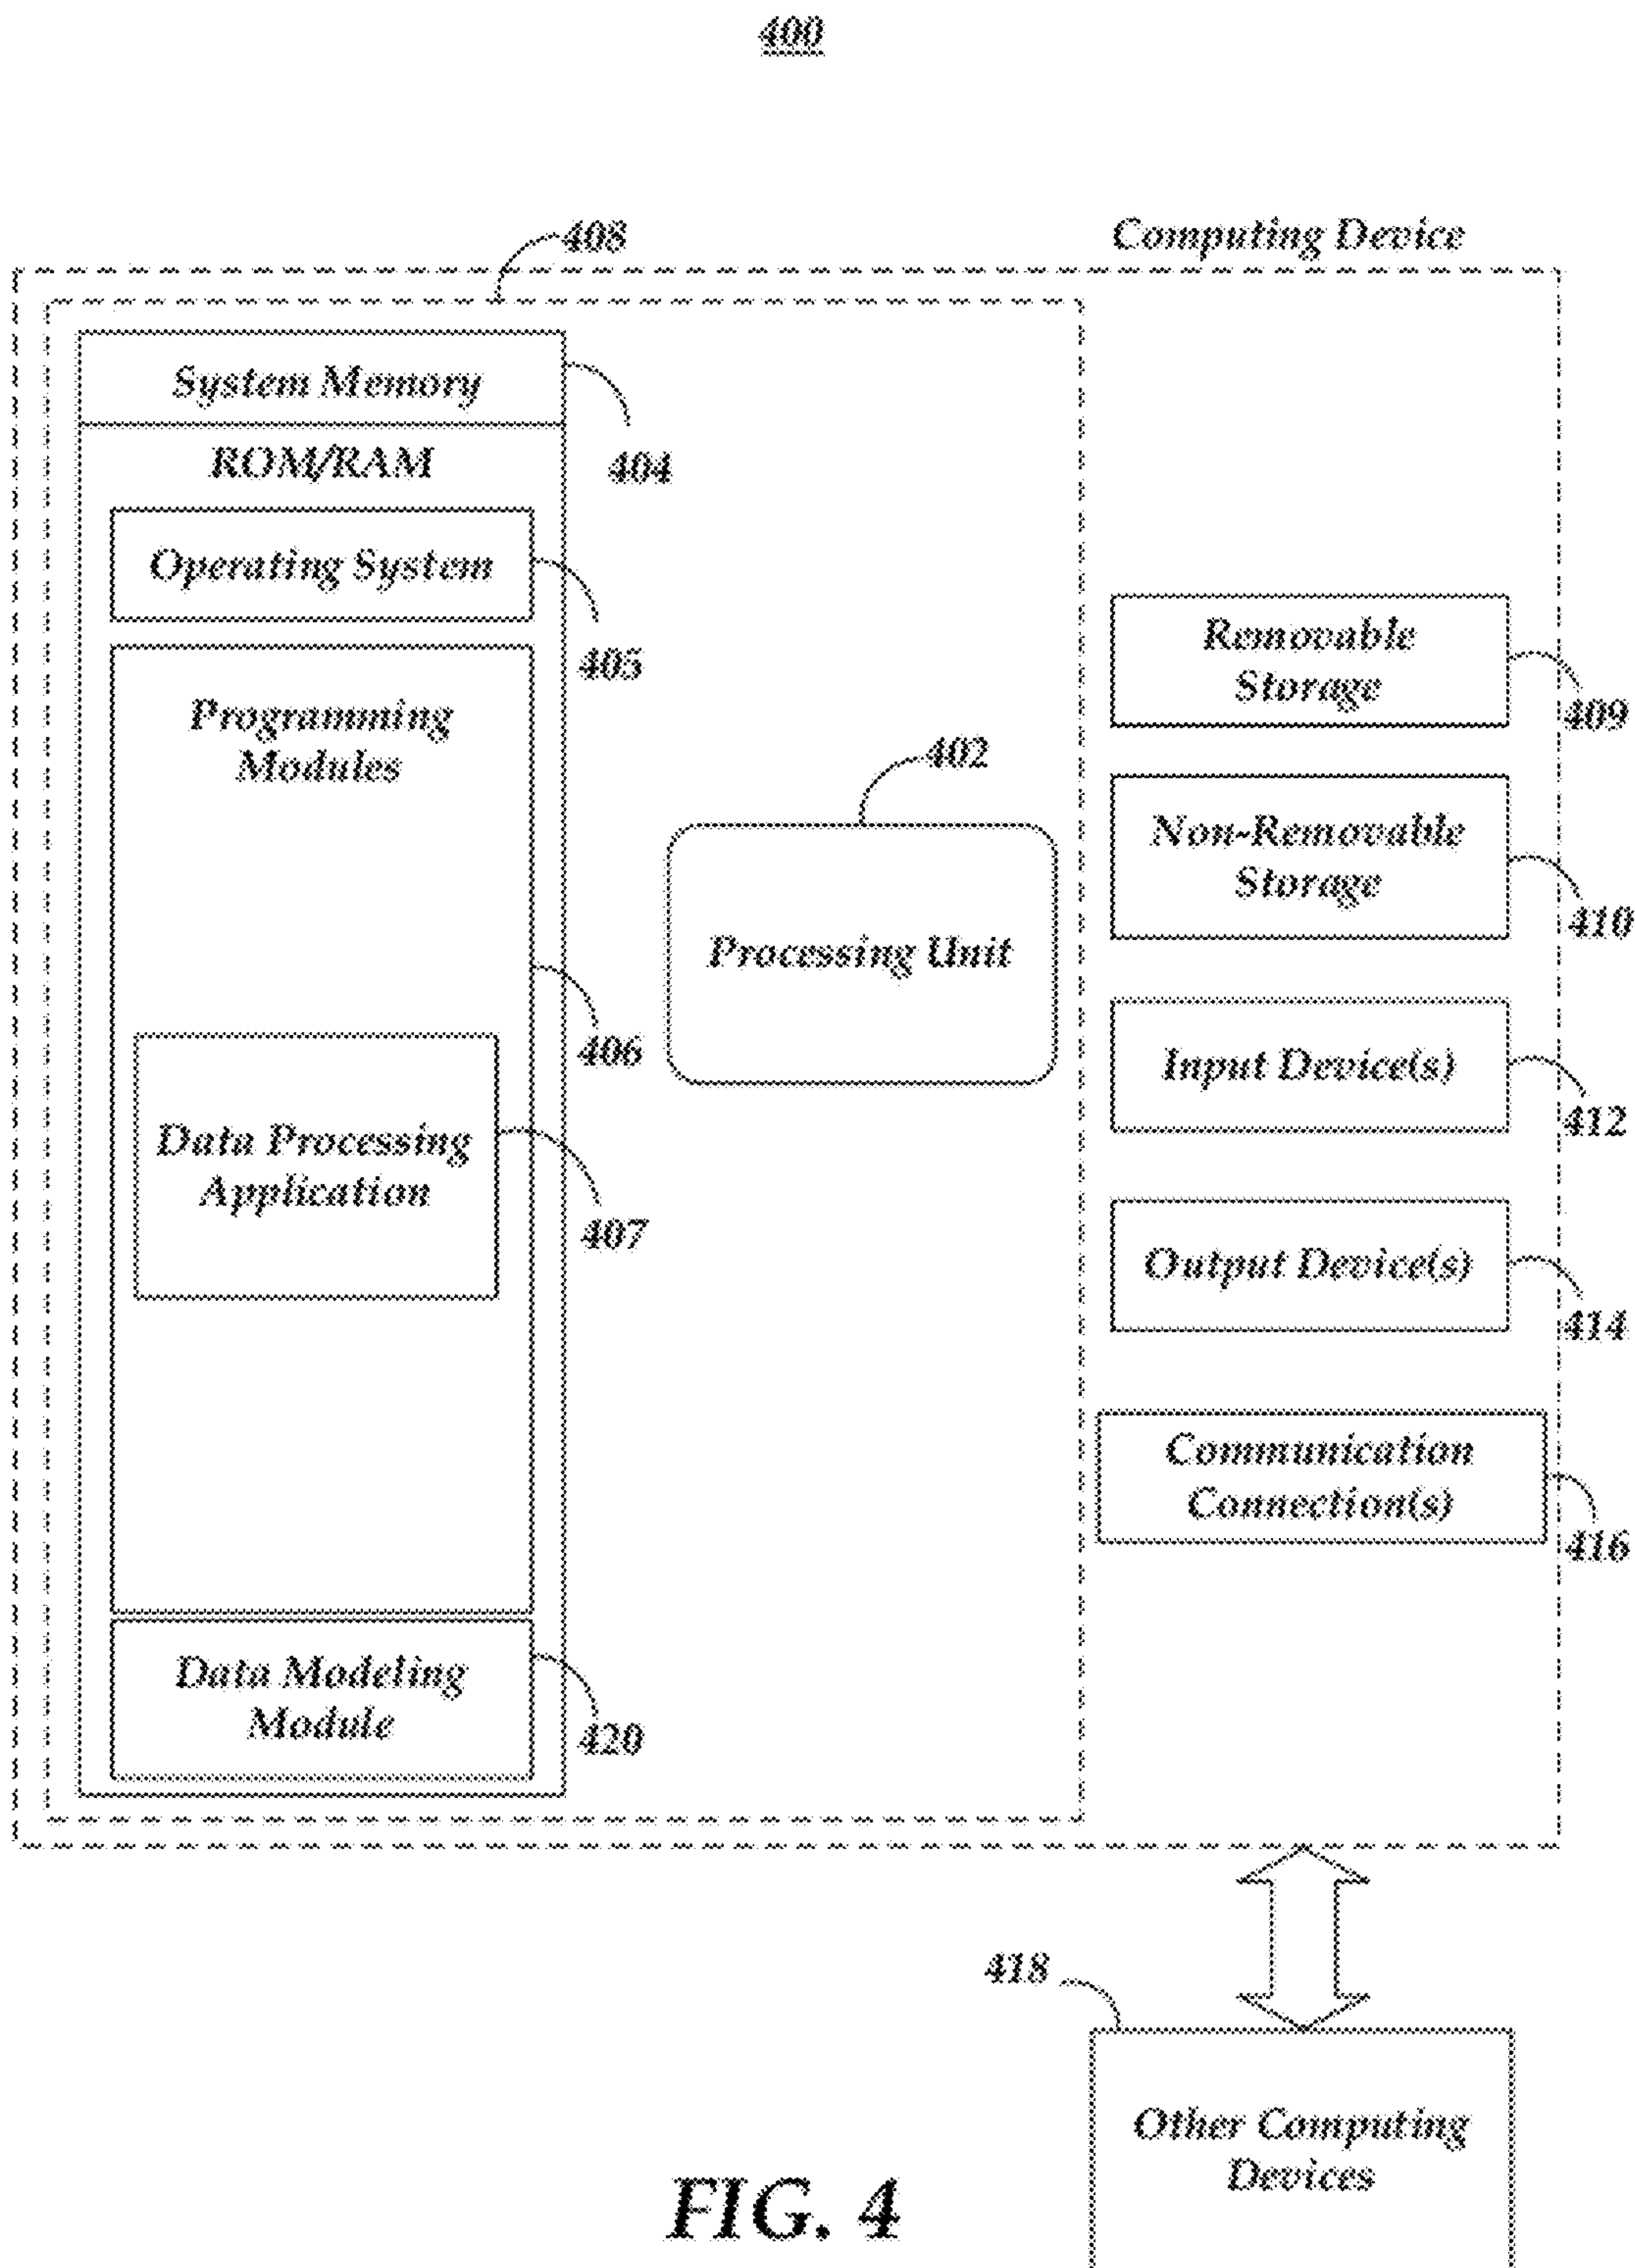 400
408
Computing Device
System Memory
404
ROM/RAM
Operating System
405
Programming
Modules
406
Data Processing
Application
407
Data Modeling
Module
420
402
Processing Unit
Removable
Storage
409
Non-Removable
Storage
410
Input Device(s)
412
Output Device(s)
414
Communication
Connection(s)
416
418
Other Computing
Devices
FIG. 4